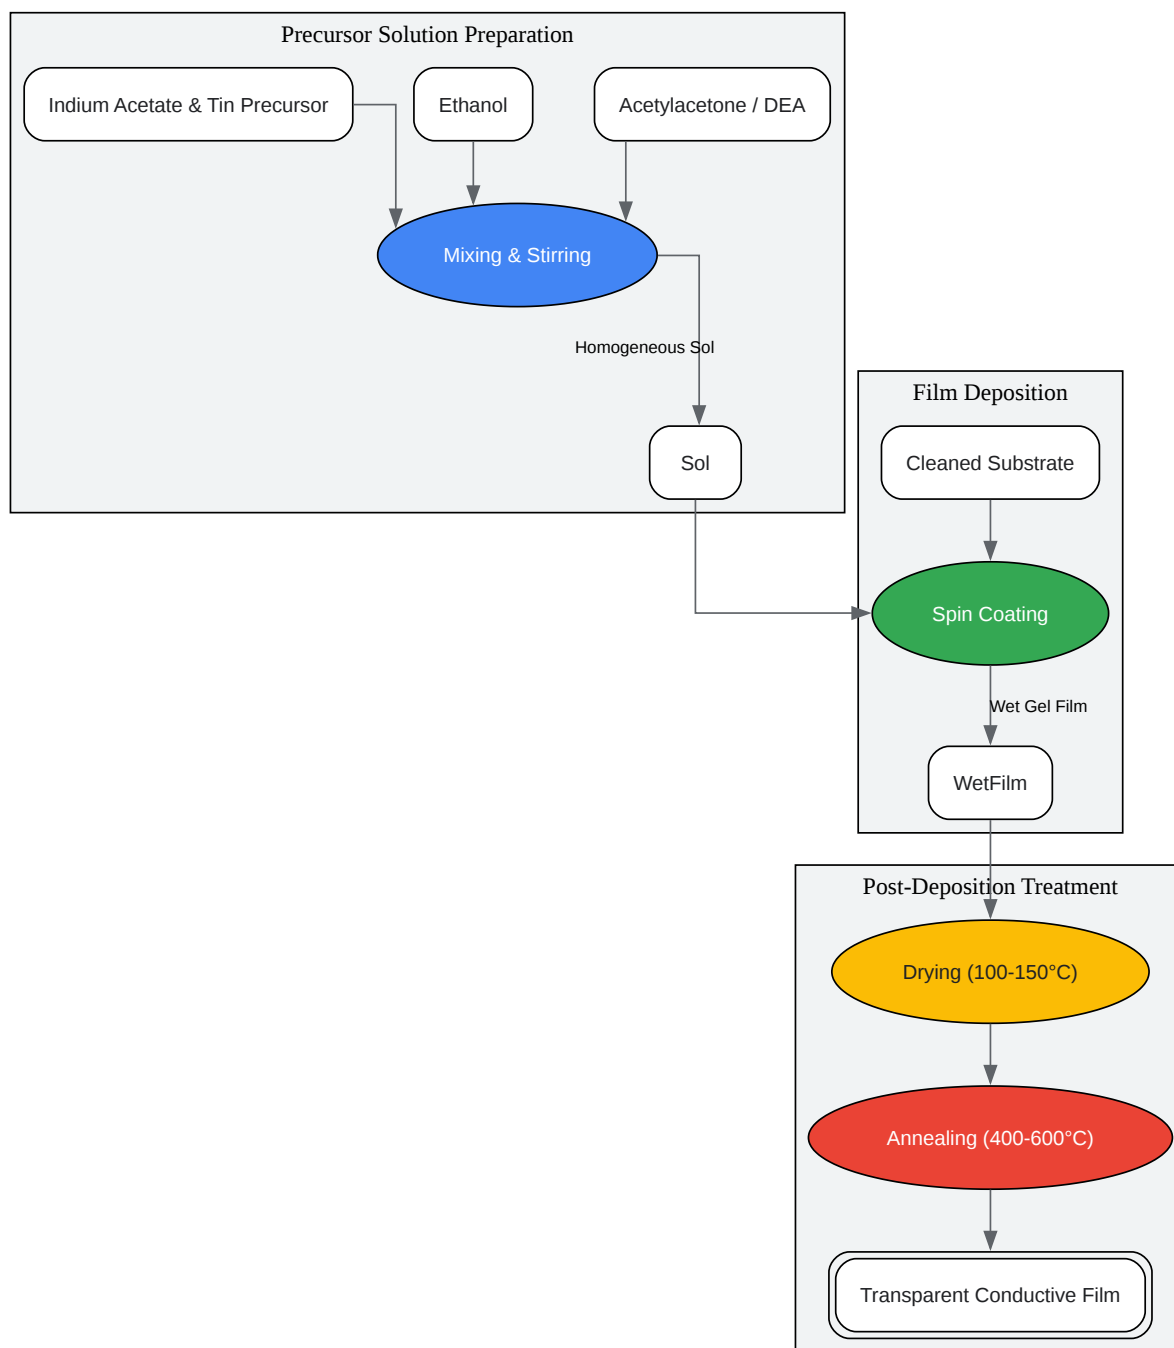 Precursor Solution Preparation
Indium Acetate & Tin Precursor
Ethanol
Acetylacetone / DEA
Mixing & Stirring
Homogeneous Sol
Sol
Film Deposition
Cleaned Substrate
Spin Coating
Wet Gel Film
WetFilm
Post-Deposition Treatment
Drying (100-150°C)
Annealing (400-600°C)
Transparent Conductive Film